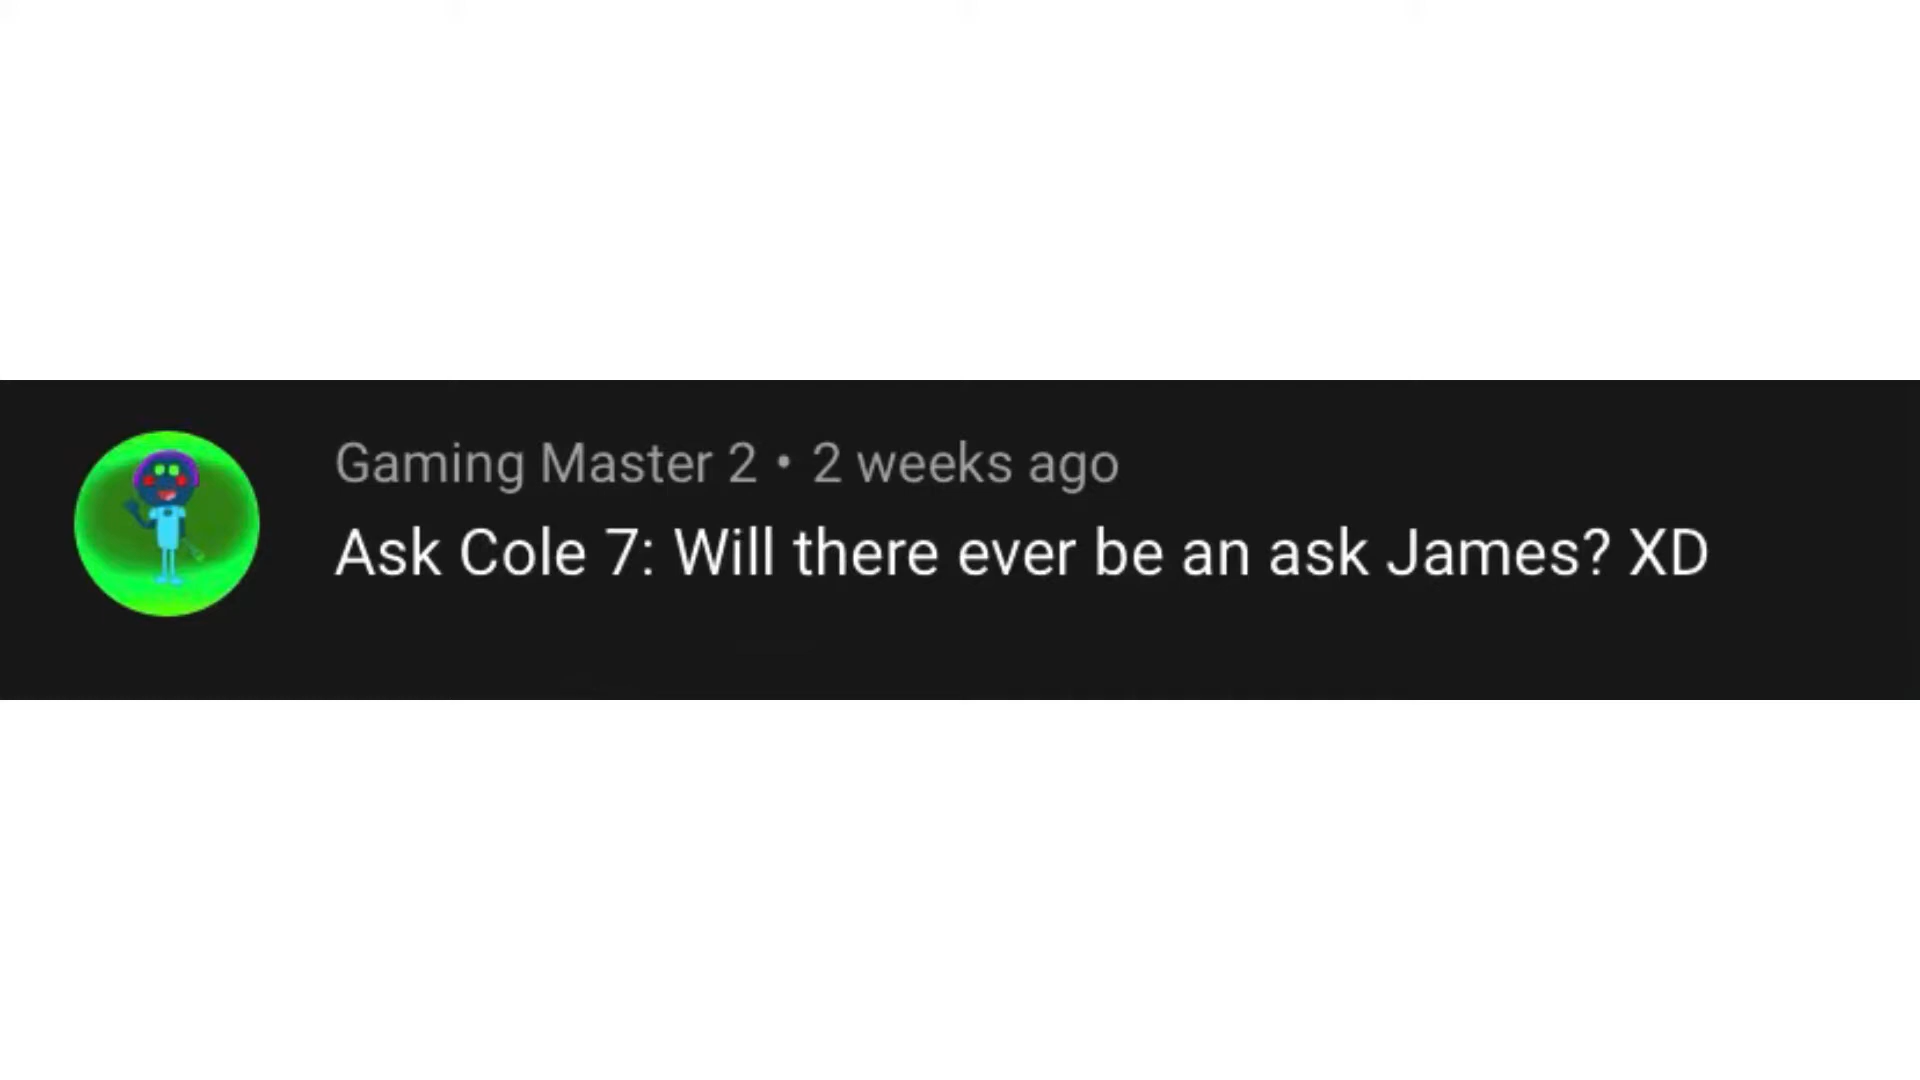 Gaming Master 2 • 2 weeks ago
Ask Cole 7: Will there ever be an ask James? XD